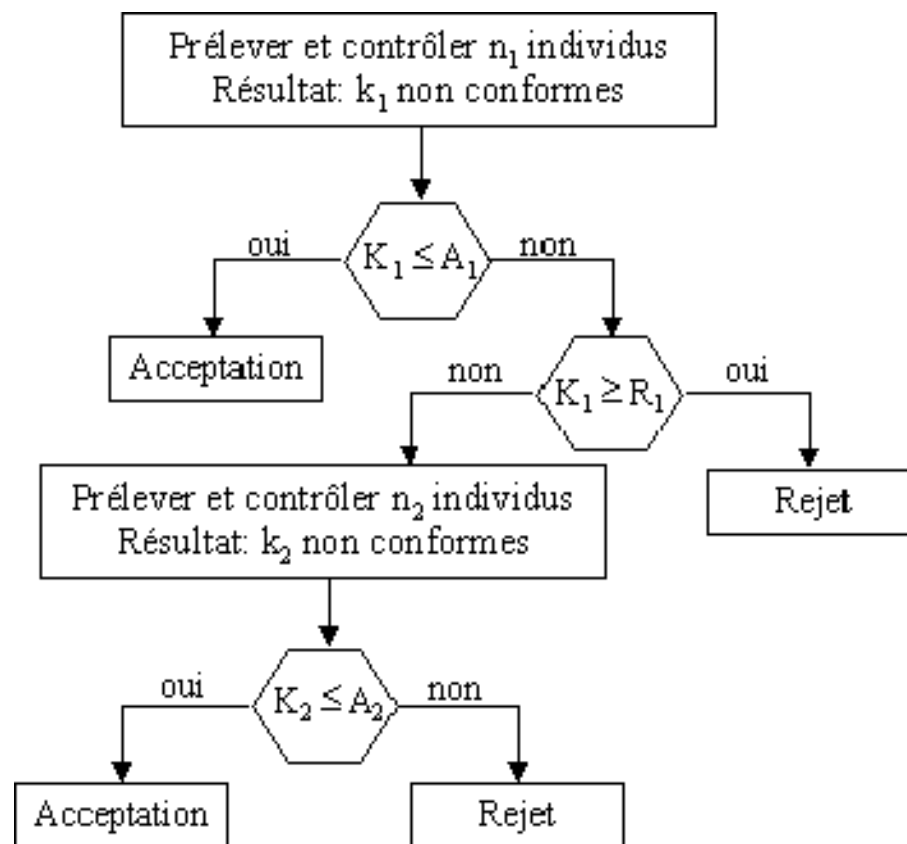 Prélever et contrôler n₁ individus
Résultat: k₁ non conformes
oui
K₁ ≤ A₁
non
Acceptation
non
K₁ ≥ R₁
oui
Prélever et contrôler n₂ individus
Résultat: k₂ non conformes
Rejet
oui
K₂ ≤ A₂
non
Acceptation
Rejet